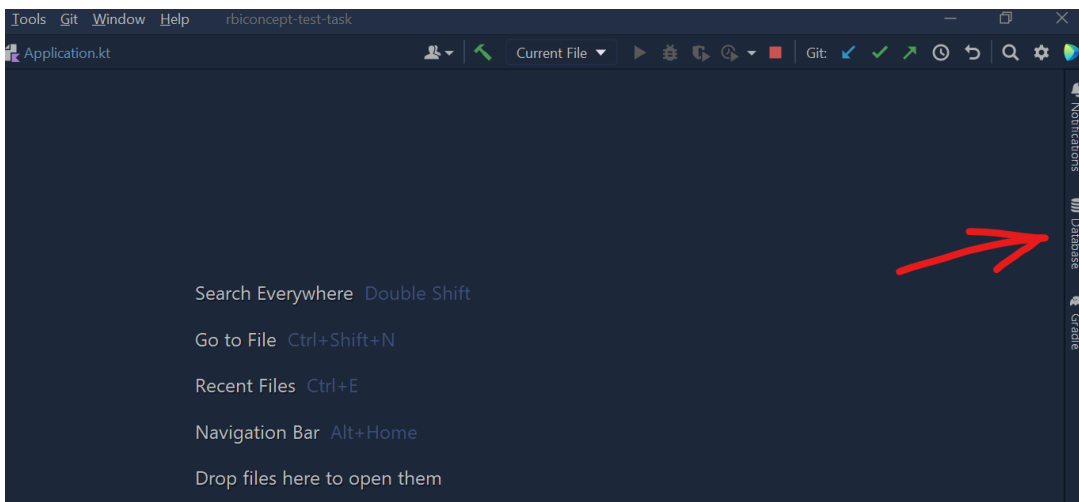 Tools Git Window Help rbiconcept-test-task
Application.kt Current File Git:
Notifications
Database
Gradle
Search Everywhere Double Shift
Go to File Ctrl+Shift+N
Recent Files Ctrl+E
Navigation Bar Alt+Home
Drop files here to open them